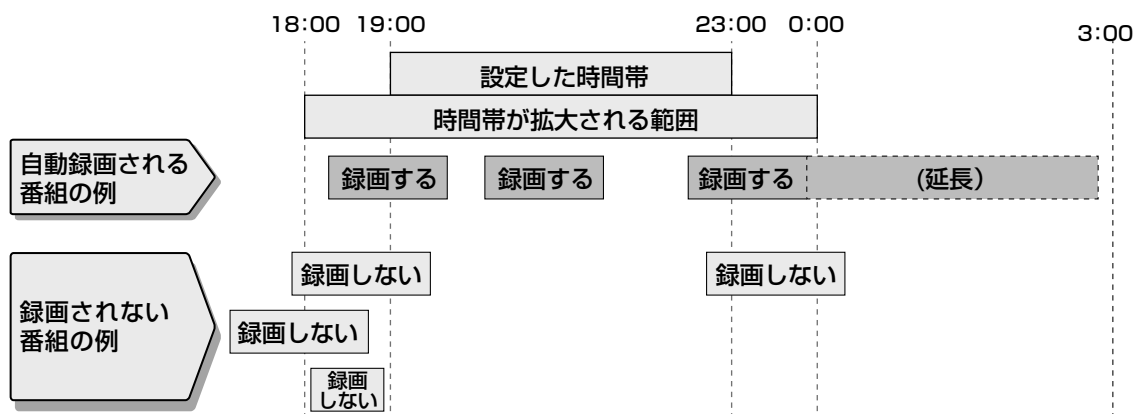 18:00 19:00 23:00 0:00 3:00
設定した時間帯
時間帯が拡大される範囲
自動録画される
番組の例
録画する 録画する 録画する (延長)
録画されない
番組の例
録画しない 録画しない
録画しない
録画
しない